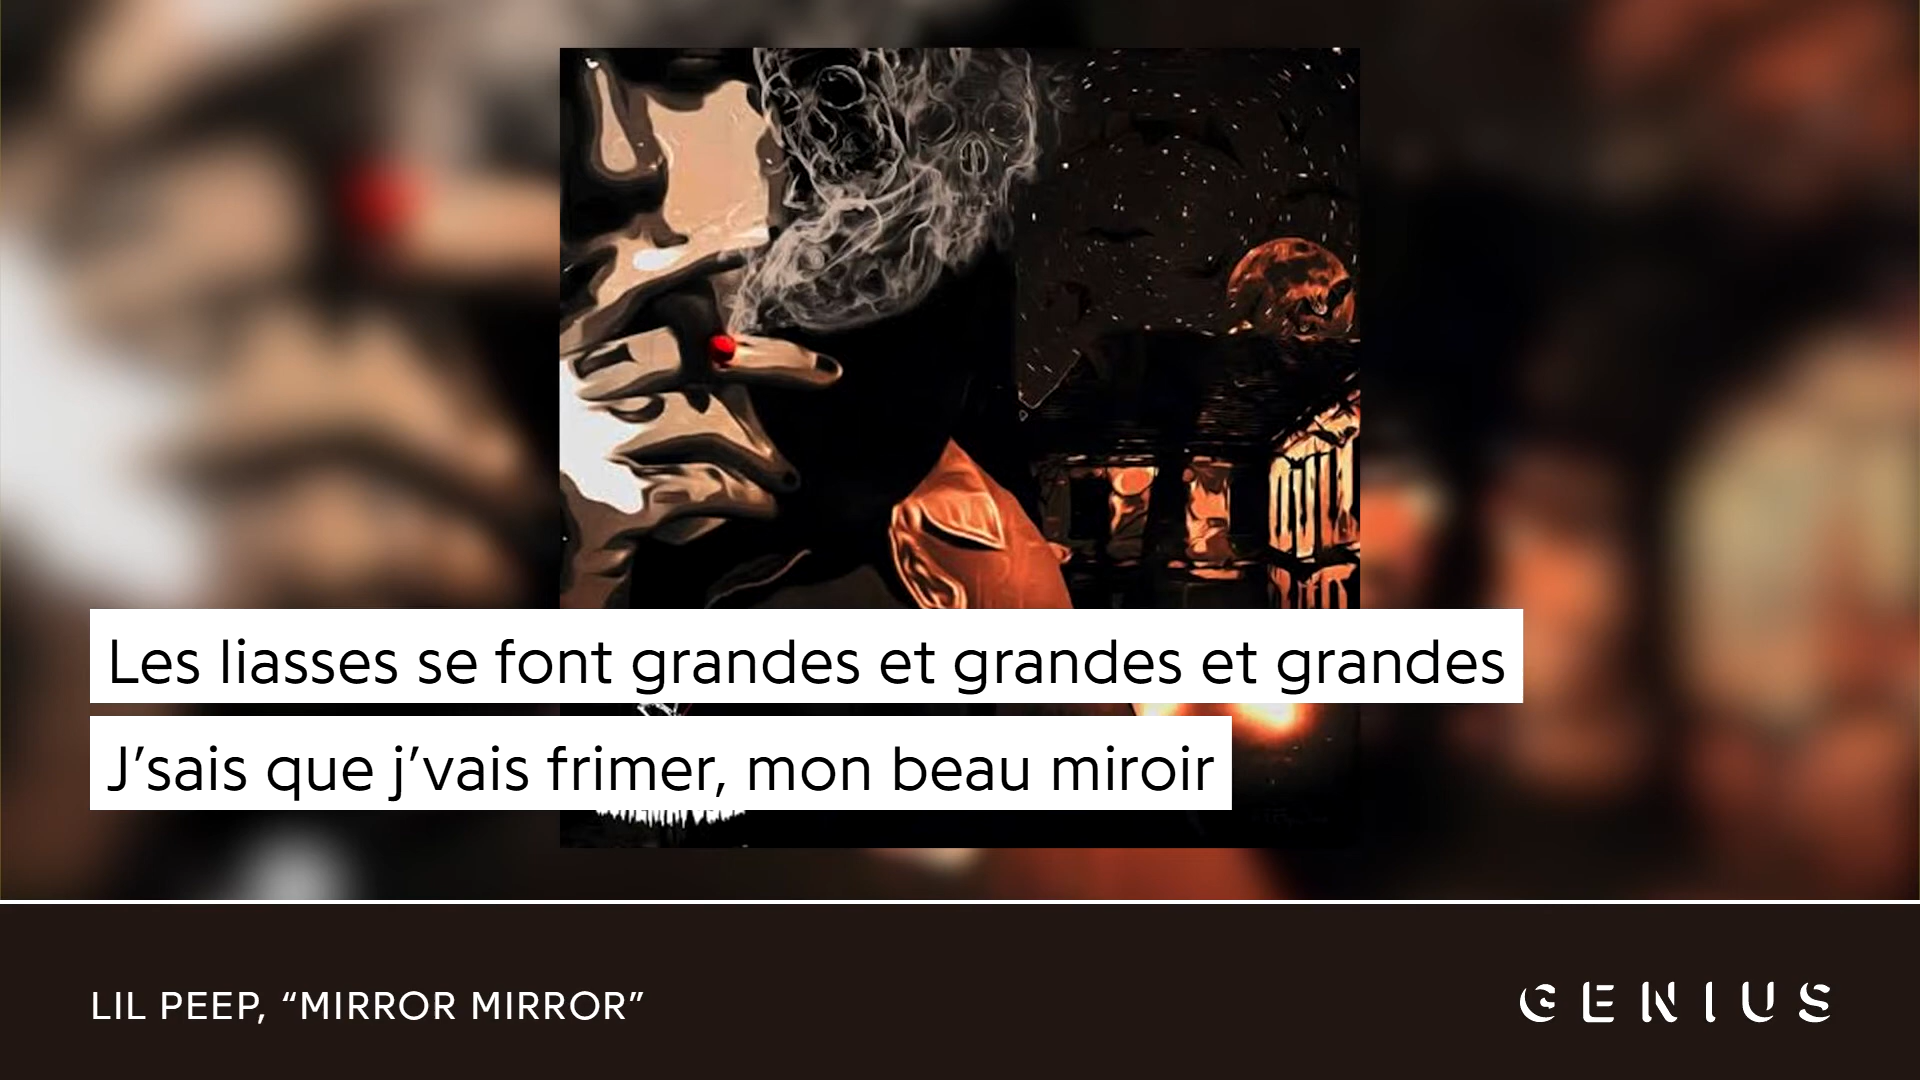 Les liasses se font grandes et grandes et grandes
J’sais que j’vais frimer, mon beau miroir
LIL PEEP, “MIRROR MIRROR”
GENIUS